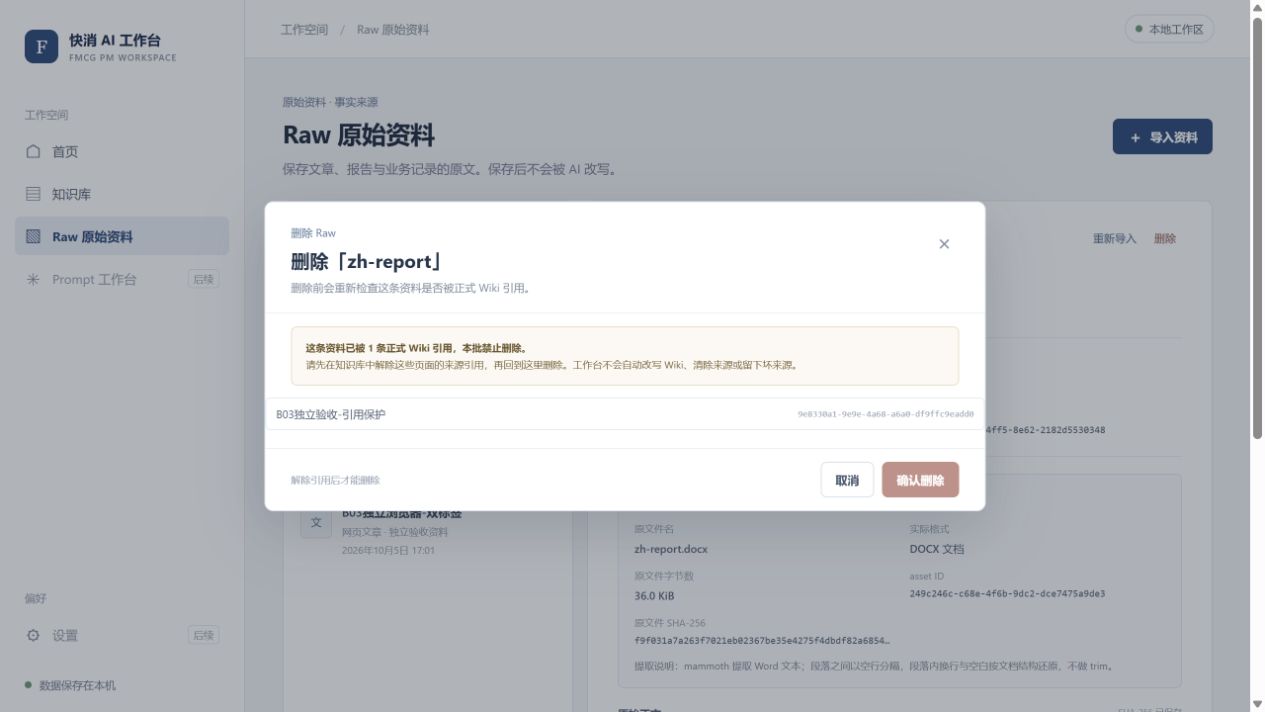 F
快消 AI 工作台
FMCG PM WORKSPACE
工作空间
首页
知识库
Raw 原始资料
Prompt 工作台 后续
偏好
设置 后续
数据保存在本机
工作空间 / Raw 原始资料
本地工作区
原始资料 · 事实来源
Raw 原始资料
保存文章、报告与业务记录的原文。保存后不会被 AI 改写。
+ 导入资料
重新导入 删除
删除 Raw
删除「zh-report」
删除前会重新检查这条资料是否被正式 Wiki 引用。
这条资料已被 1 条正式 Wiki 引用，本批禁止删除。
请先在知识库中解除这些页面的来源引用，再回到这里删除。工作台不会自动改写 Wiki、清除来源或留下坏来源。
B03独立验收-引用保护 9e8330a1-9e9e-4a68-a6a0-df9ffc9eadd0
4ff5-8e62-2182d5530348
解除引用后才能删除
取消 确认删除
文
B03独立浏览器-双标签
网页文章 · 独立验收资料
2026年10月5日 17:01
原文件名 实际格式
zh-report.docx DOCX 文档
原文件字节数 asset ID
36.0 KiB 249c246c-c68e-4f6b-9dc2-dce7475a9de3
原文件 SHA-256
f9f031a7a263f7021eb02367be35e4275f4dbdf82a6854…
提取说明：mammoth 提取 Word 文本；段落之间以空行分隔，段落内换行与空白按文档结构还原，不做 trim。